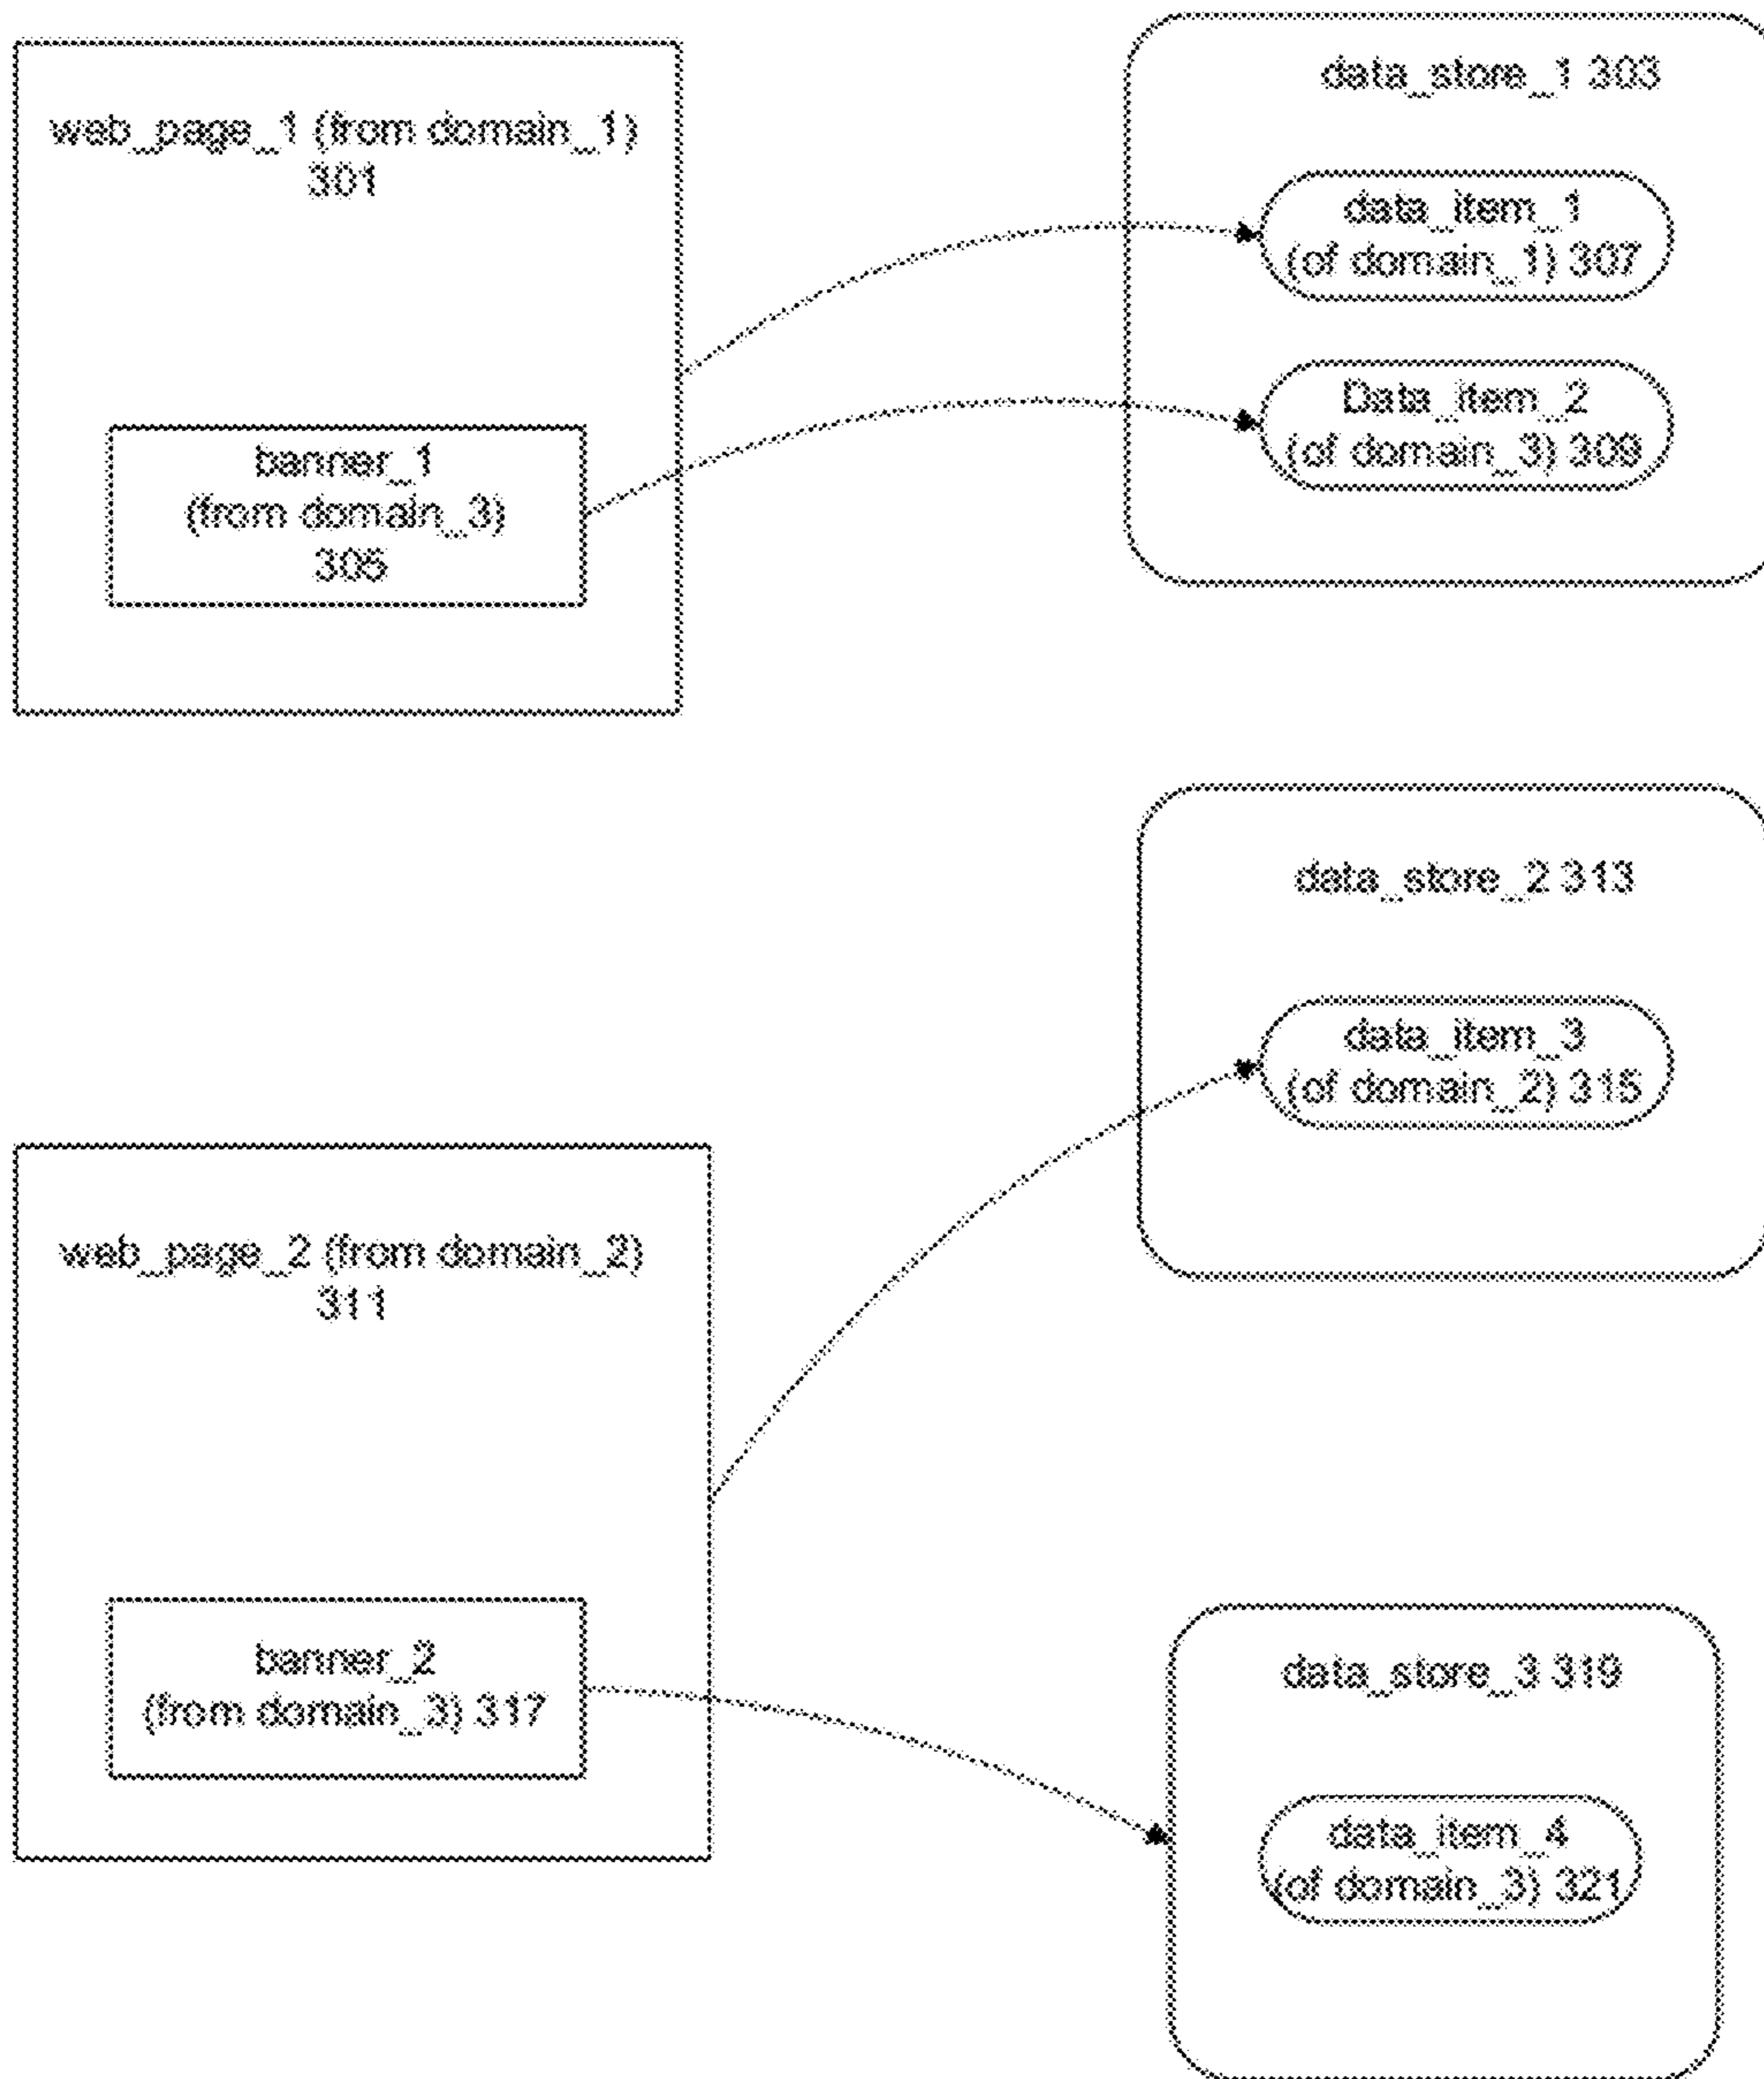 web_page_1 (from domain_1)
301
banner_1
(from domain_3)
305
data_store_1 303
data_item_1
(of domain_1) 307
Data_item_2
(of domain_3) 309
data_store_2 313
data_item_3
(of domain_2) 315
web_page_2 (from domain_2)
311
banner_2
(from domain_3) 317
data_store_3 319
data_item_4
(of domain_3) 321